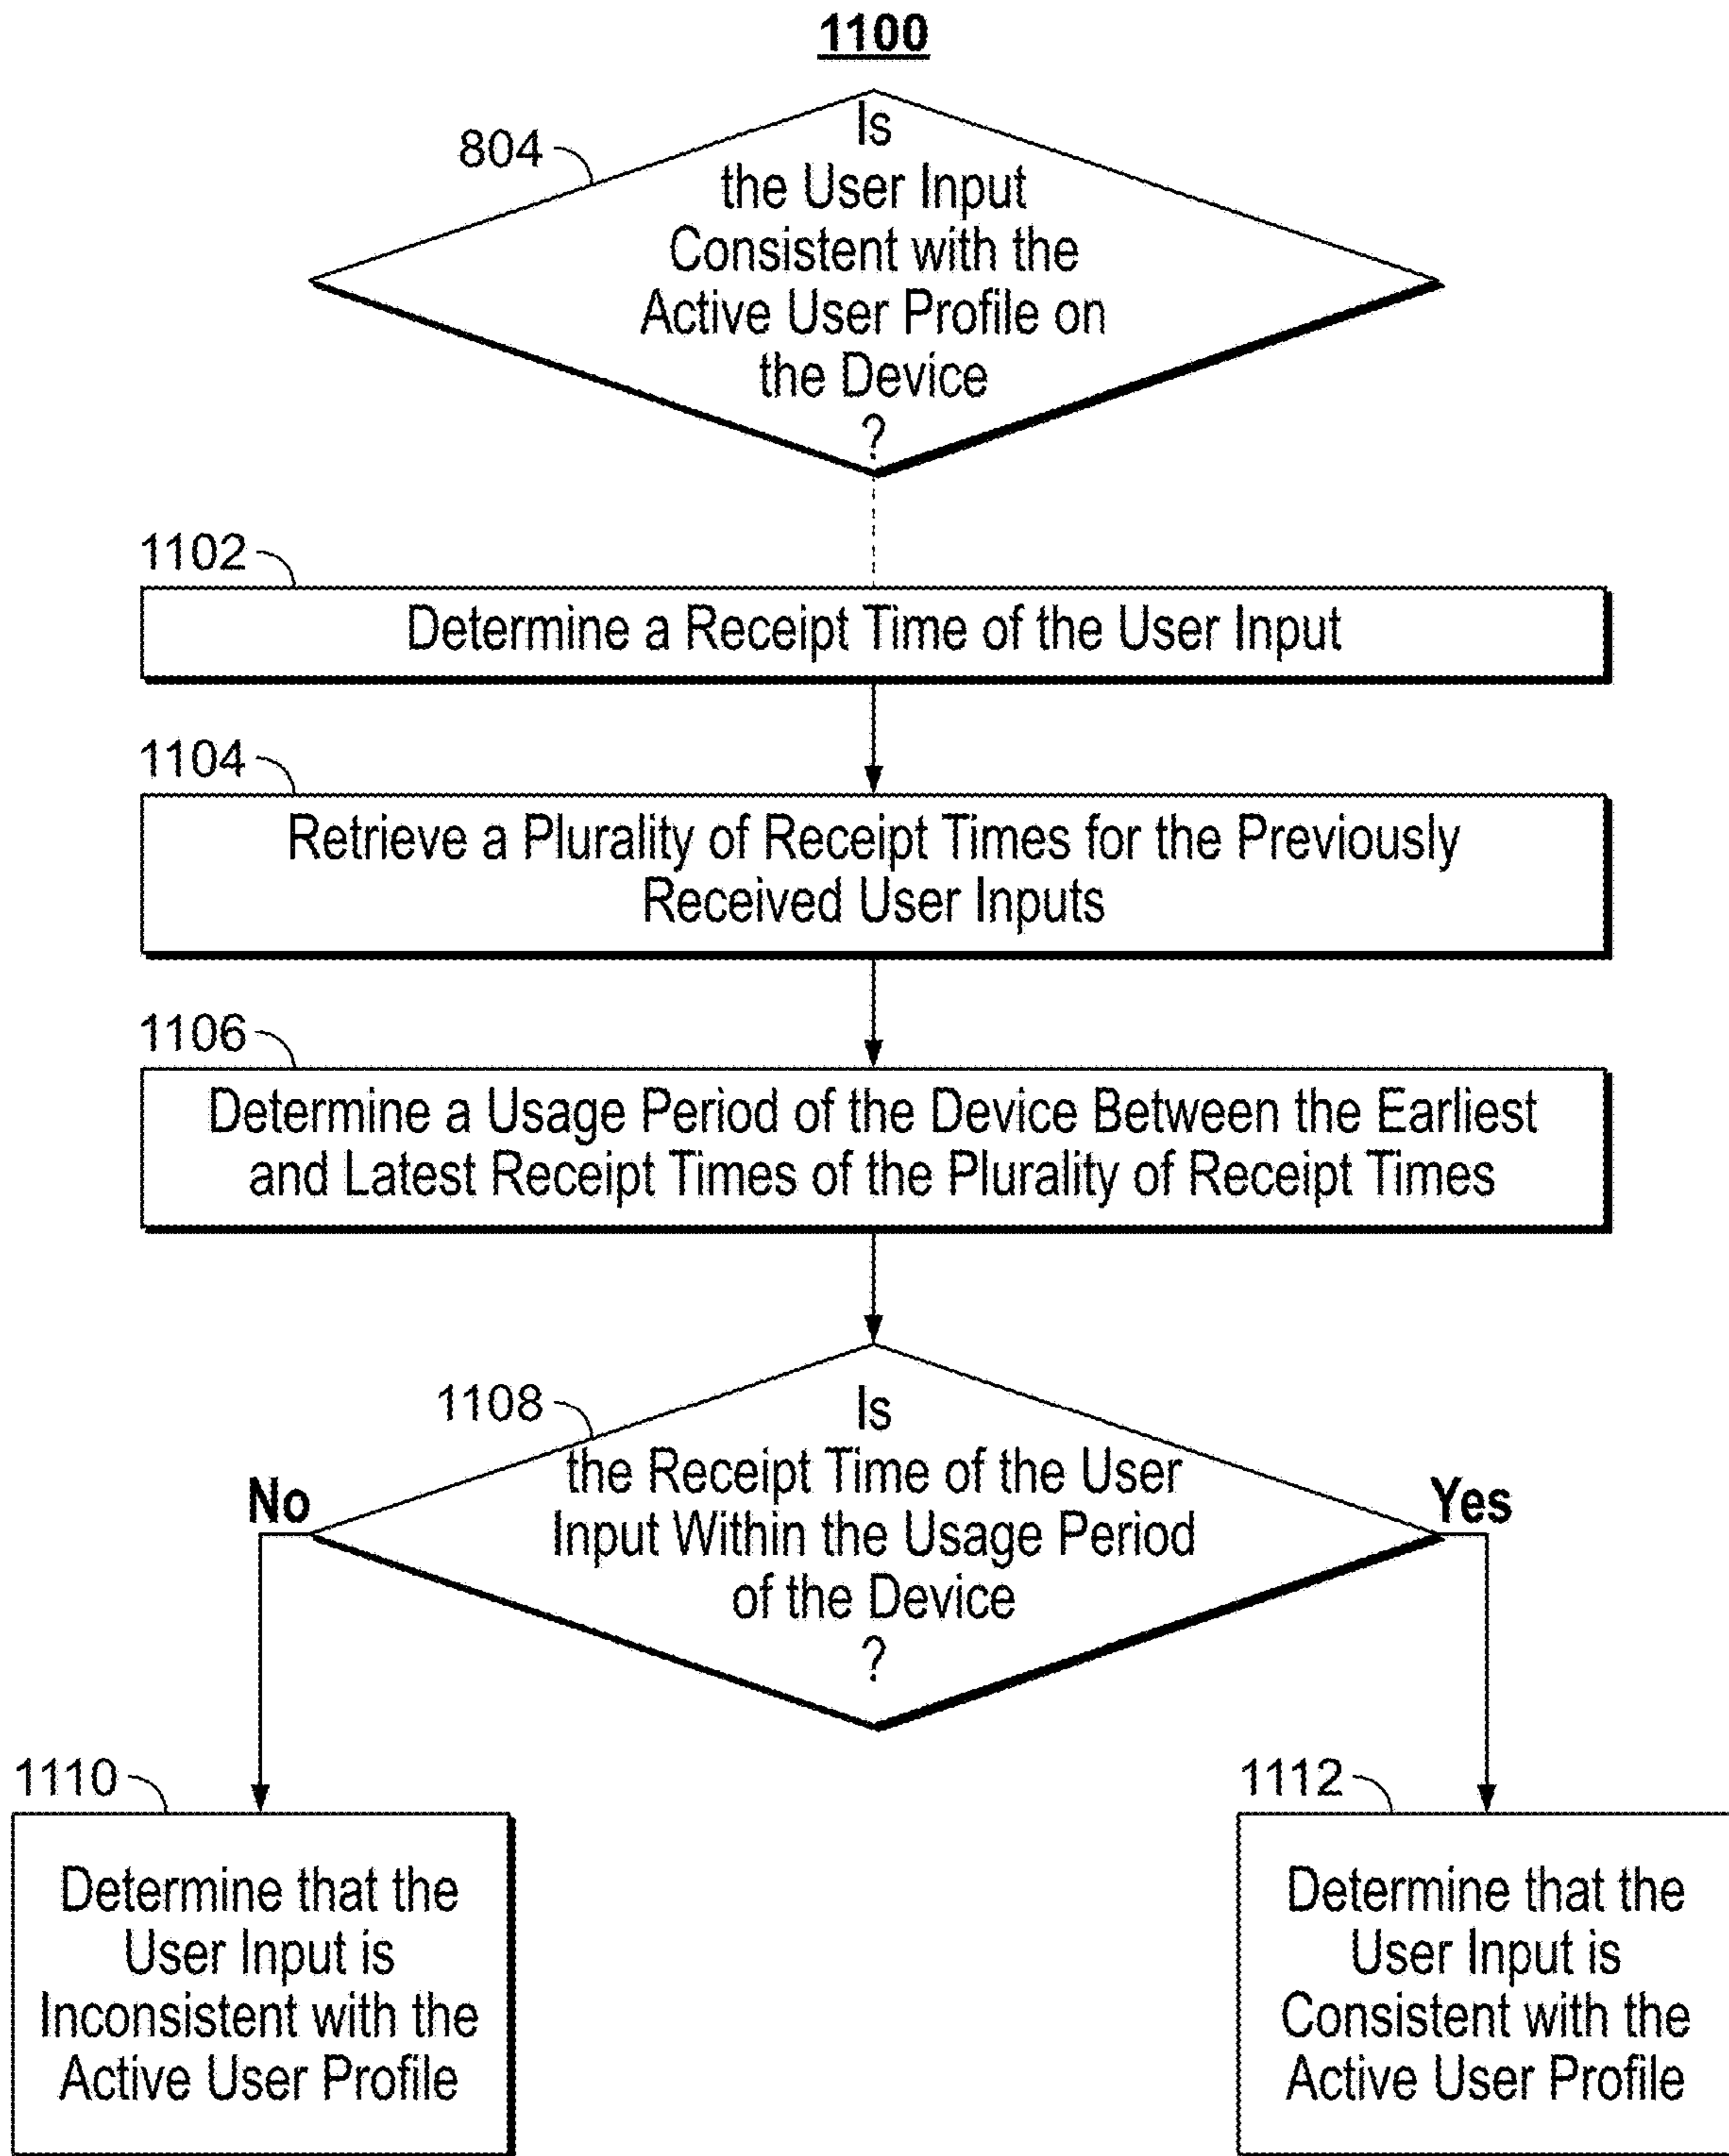 1100
804
Is
the User Input
Consistent with the
Active User Profile on
the Device
?
1102
Determine a Receipt Time of the User Input
1104
Retrieve a Plurality of Receipt Times for the Previously
Received User Inputs
1106
Determine a Usage Period of the Device Between the Earliest
and Latest Receipt Times of the Plurality of Receipt Times
1108
Is
the Receipt Time of the User
Input Within the Usage Period
of the Device
?
No
Yes
1110
Determine that the
User Input is
Inconsistent with the
Active User Profile
1112
Determine that the
User Input is
Consistent with the
Active User Profile